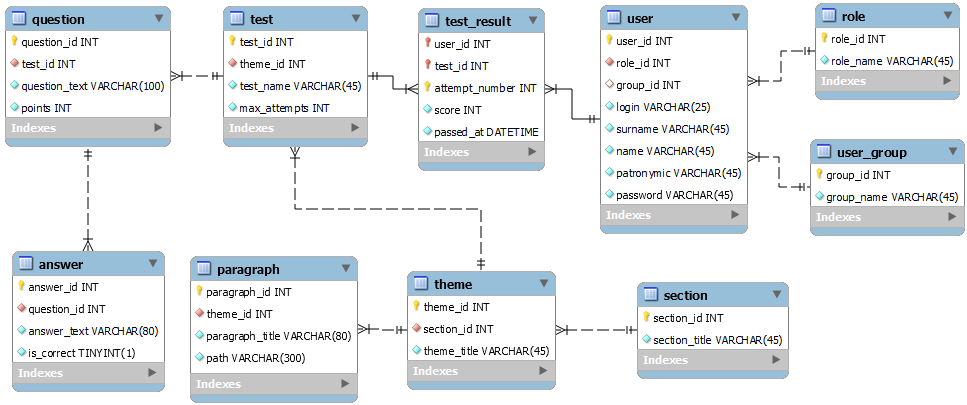 question
question_id INT
test_id INT
question_text VARCHAR(100)
points INT
Indexes
test
test_id INT
theme_id INT
test_name VARCHAR(45)
max_attempts INT
Indexes
test_result
user_id INT
test_id INT
attempt_number INT
score INT
passed_at DATETIME
Indexes
user
user_id INT
role_id INT
group_id INT
login VARCHAR(25)
surname VARCHAR(45)
name VARCHAR(45)
patronymic VARCHAR(45)
password VARCHAR(45)
Indexes
role
role_id INT
role_name VARCHAR(45)
Indexes
user_group
group_id INT
group_name VARCHAR(45)
Indexes
answer
answer_id INT
question_id INT
answer_text VARCHAR(80)
is_correct TINYINT(1)
Indexes
paragraph
paragraph_id INT
theme_id INT
paragraph_title VARCHAR(80)
path VARCHAR(300)
Indexes
theme
theme_id INT
section_id INT
theme_title VARCHAR(45)
Indexes
section
section_id INT
section_title VARCHAR(45)
Indexes